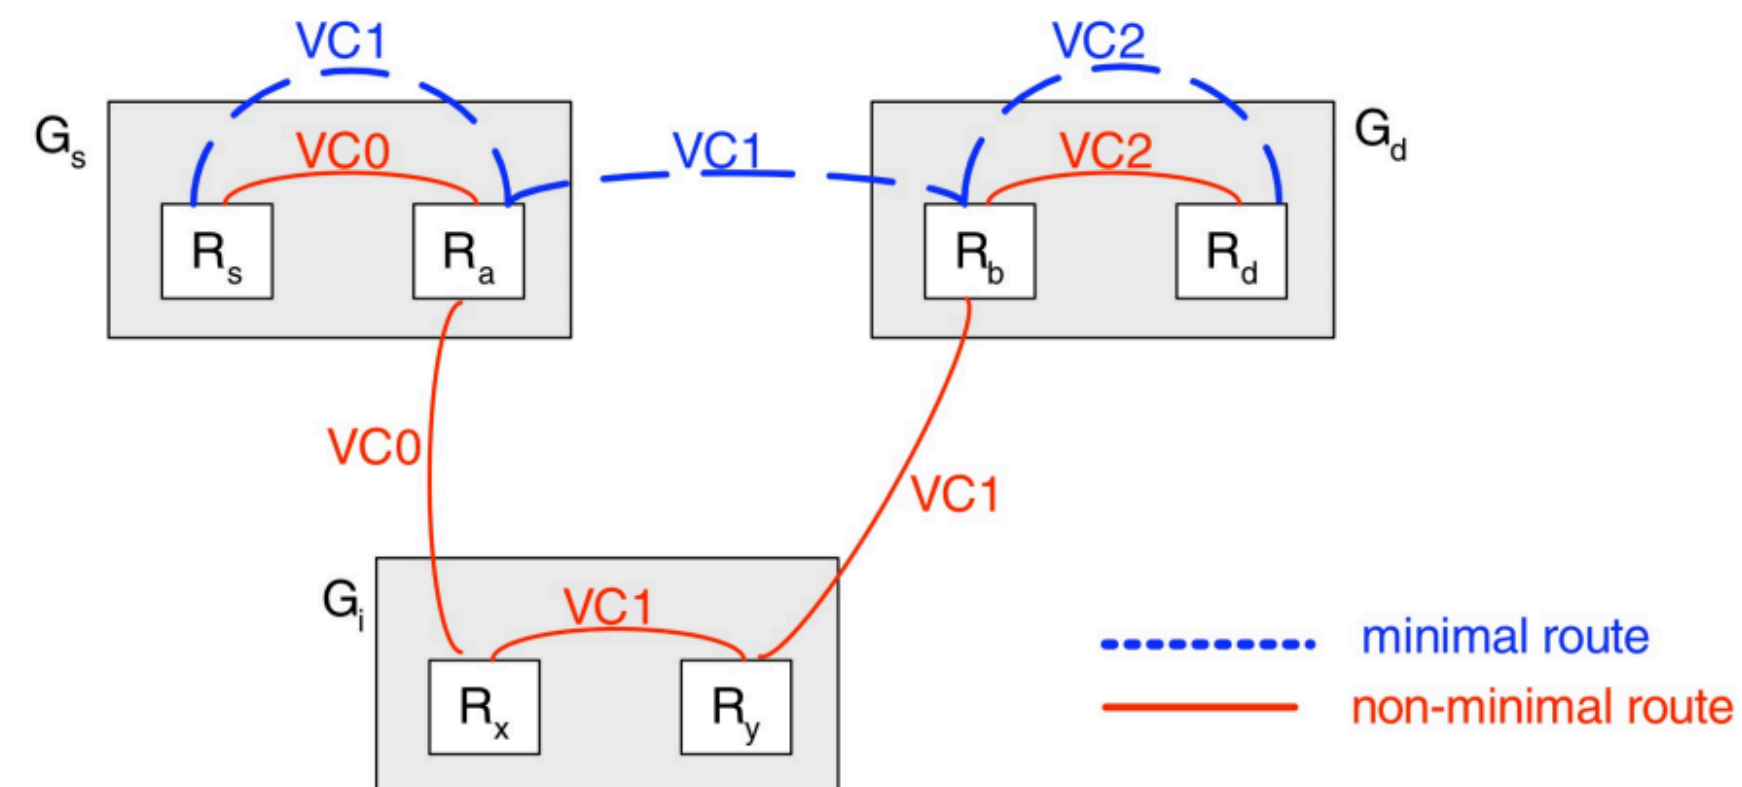 VC1
VC2
Gs
VC0
VC1
VC2
Gd
Rs
Ra
Rb
Rd
VC0
VC1
Gi
VC1
minimal route
Rx
Ry
non-minimal route